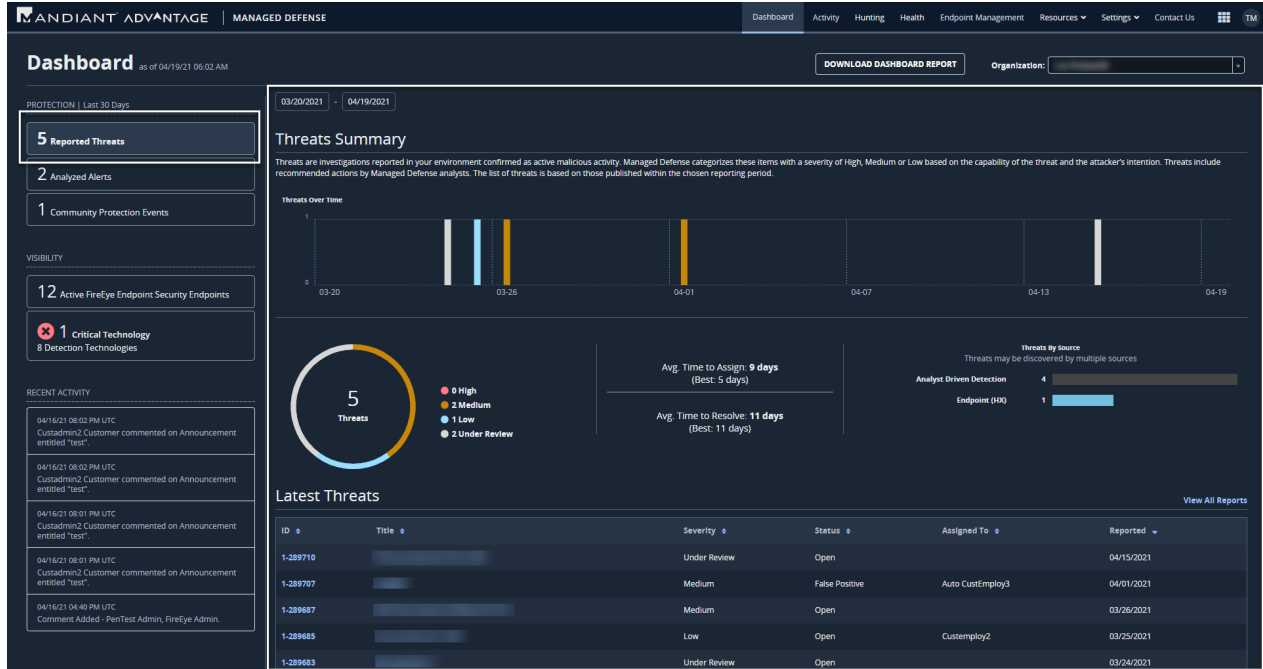 MANDIANT ADVANTAGE | MANAGED DEFENSE
Dashboard
Activity
Hunting
Health
Endpoint Management
Resources
Settings
Contact Us
TM
Dashboard as of 04/19/21 06:02 AM
DOWNLOAD DASHBOARD REPORT
Organization:
PROTECTION | Last 30 Days
5 Reported Threats
2 Analyzed Alerts
1 Community Protection Events
VISIBILITY
12 Active FireEye Endpoint Security Endpoints
1 Critical Technology
8 Detection Technologies
RECENT ACTIVITY
04/16/21 08:02 PM UTC
Custadmin2 Customer commented on Announcement
entitled "test".
04/16/21 08:02 PM UTC
Custadmin2 Customer commented on Announcement
entitled "test".
04/16/21 08:01 PM UTC
Custadmin2 Customer commented on Announcement
entitled "test".
04/16/21 08:01 PM UTC
Custadmin2 Customer commented on Announcement
entitled "test".
04/16/21 04:40 PM UTC
Comment Added - PenTest Admin, FireEye Admin.
03/20/2021 - 04/19/2021
Threats Summary
Threats are investigations reported in your environment confirmed as active malicious activity. Managed Defense categorizes these items with a severity of High, Medium or Low based on the capability of the threat and the attacker's intention. Threats include
recommended actions by Managed Defense analysts. The list of threats is based on those published within the chosen reporting period.
Threats Over Time
1
0
03-20 03-26 04-01 04-07 04-13 04-19
5
Threats
0 High
2 Medium
1 Low
2 Under Review
Avg. Time to Assign: 9 days
(Best: 5 days)
Avg. Time to Resolve: 11 days
(Best: 11 days)
Threats By Source
Threats may be discovered by multiple sources
Analyst Driven Detection 4
Endpoint (HX) 1
Latest Threats
View All Reports
ID Title Severity Status Assigned To Reported
1-289710 Under Review Open 04/15/2021
1-289707 Medium False Positive Auto CustEmploy3 04/01/2021
1-289687 Medium Open 03/26/2021
1-289685 Low Open Custemploy2 03/25/2021
1-289683 Under Review Open 03/24/2021